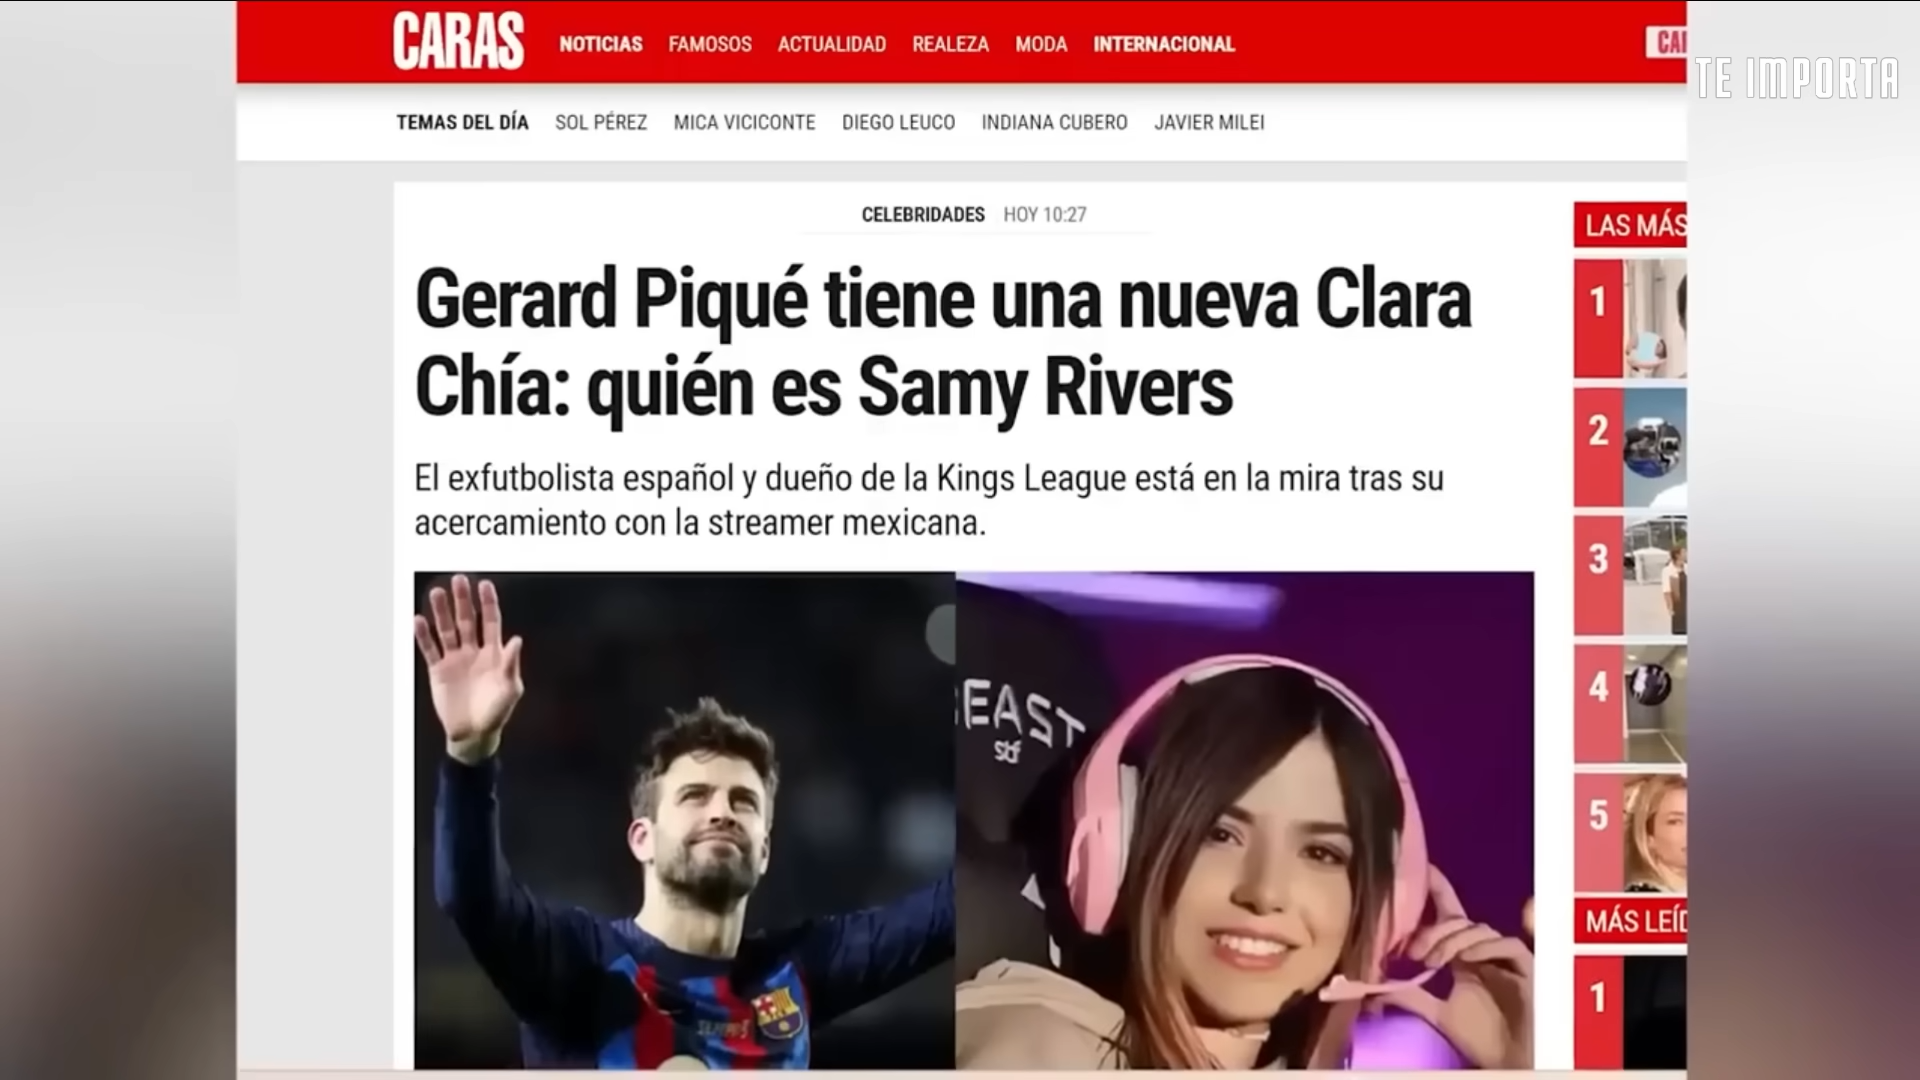 CARAS
NOTICIAS FAMOSOS ACTUALIDAD REALEZA MODA INTERNACIONAL
TE IMPORTA
TEMAS DEL DÍA SOL PÉREZ MICA VICICONTE DIEGO LEUCO INDIANA CUBERO JAVIER MILEI
CELEBRIDADES HOY 10:27
LAS MÁS
Gerard Piqué tiene una nueva Clara
Chía: quién es Samy Rivers
El exfutbolista español y dueño de la Kings League está en la mira tras su
acercamiento con la streamer mexicana.
EAST
stf
1
2
3
4
5
MÁS LEÍD
1